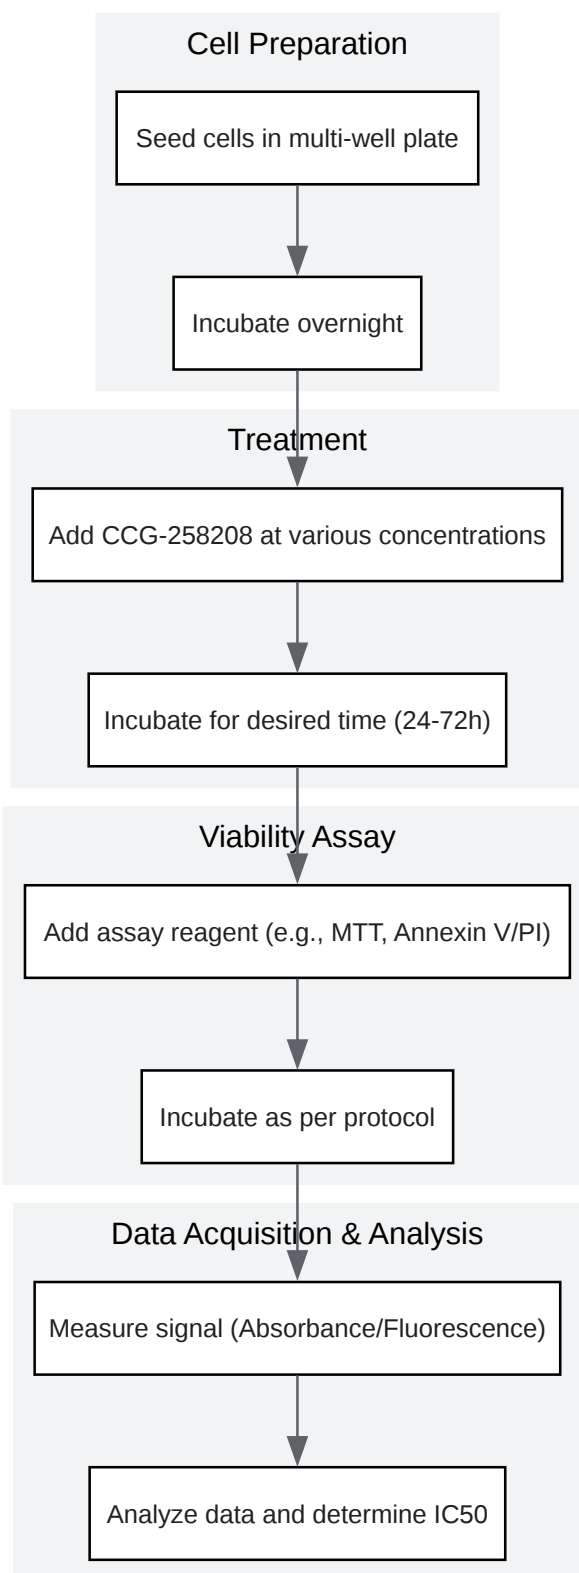 Cell Preparation
Seed cells in multi-well plate
Incubate overnight
Treatment
Add CCG-258208 at various concentrations
Incubate for desired time (24-72h)
Viability Assay
Add assay reagent (e.g., MTT, Annexin V/PI)
Incubate as per protocol
Data Acquisition & Analysis
Measure signal (Absorbance/Fluorescence)
Analyze data and determine IC50